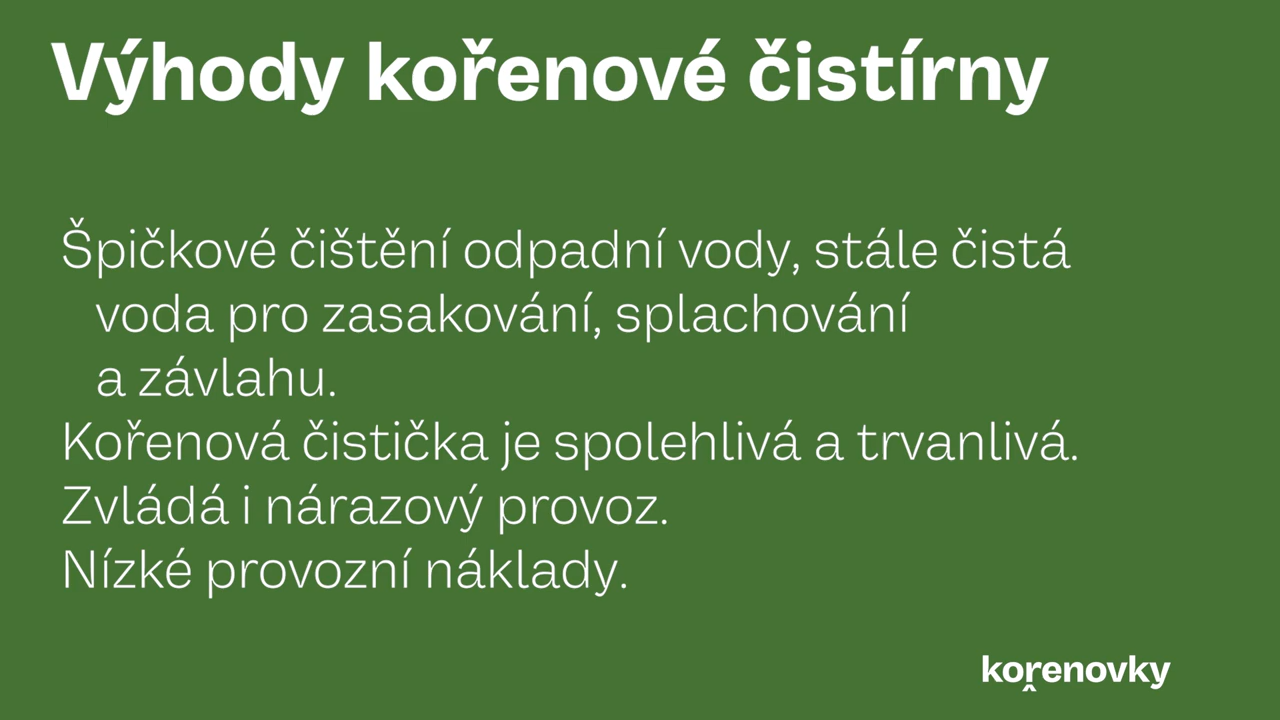 Výhody kořenové čistírny
Špičkové čištění odpadní vody, stále čistá
voda pro zasakování, splachování
a závlahu.
Kořenová čistička je spolehlivá a trvanlivá.
Zvládá i nárazový provoz.
Nízké provozní náklady.
korenovky